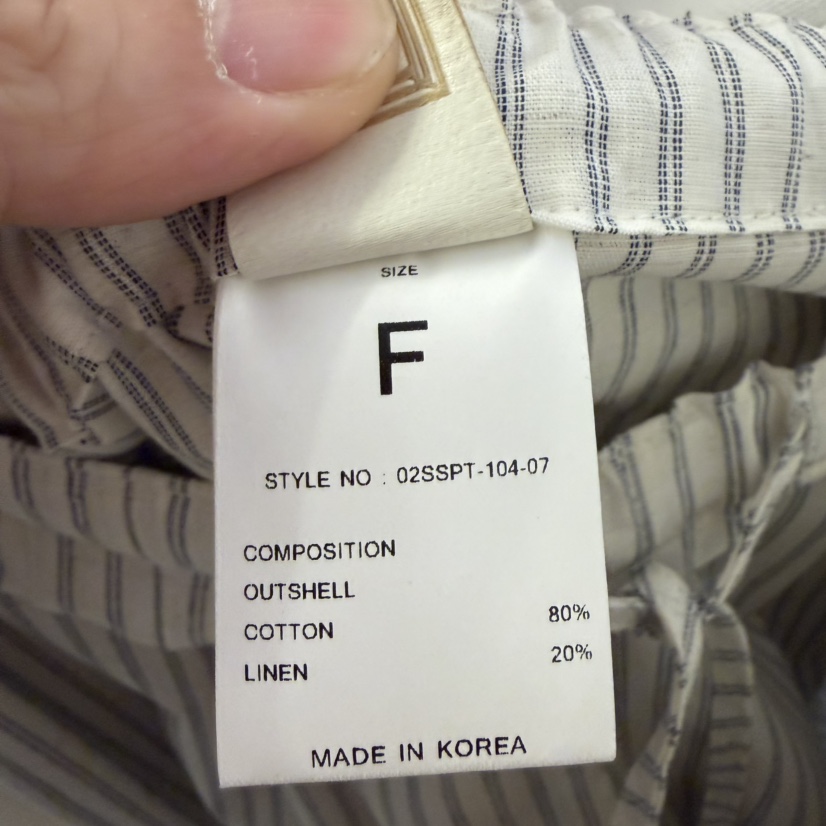 SIZE
F
STYLE NO : 02SSPT-104-07
COMPOSITION
OUTSHELL
COTTON 80%
LINEN 20%
MADE IN KOREA